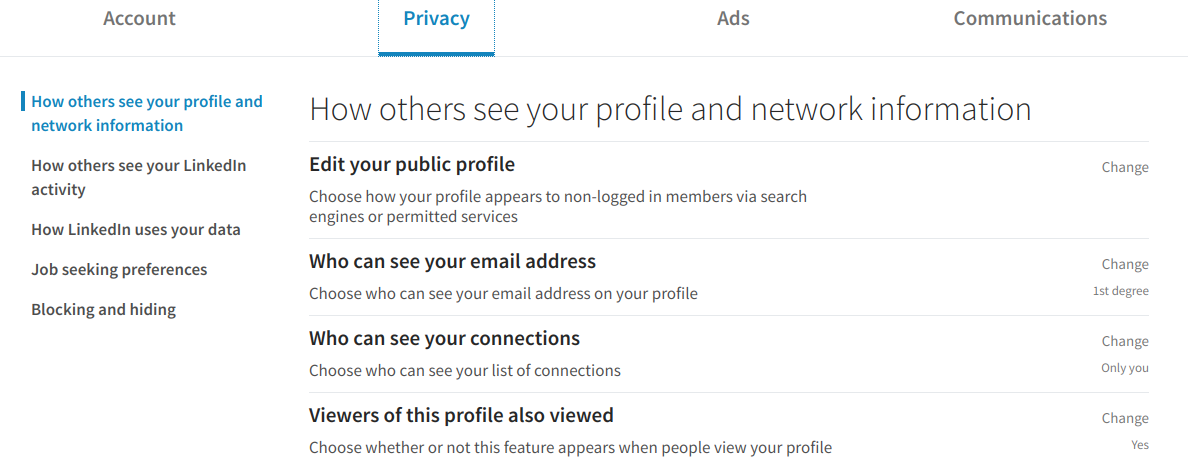 Account
Privacy
Ads
Communications
How others see your profile and
network information
How others see your LinkedIn
activity
How LinkedIn uses your data
Job seeking preferences
Blocking and hiding
How others see your profile and network information
Edit your public profile
Change
Choose how your profile appears to non-logged in members via search
engines or permitted services
Who can see your email address
Change
Choose who can see your email address on your profile
1st degree
Who can see your connections
Change
Choose who can see your list of connections
Only you
Viewers of this profile also viewed
Change
Choose whether or not this feature appears when people view your profile
Yes